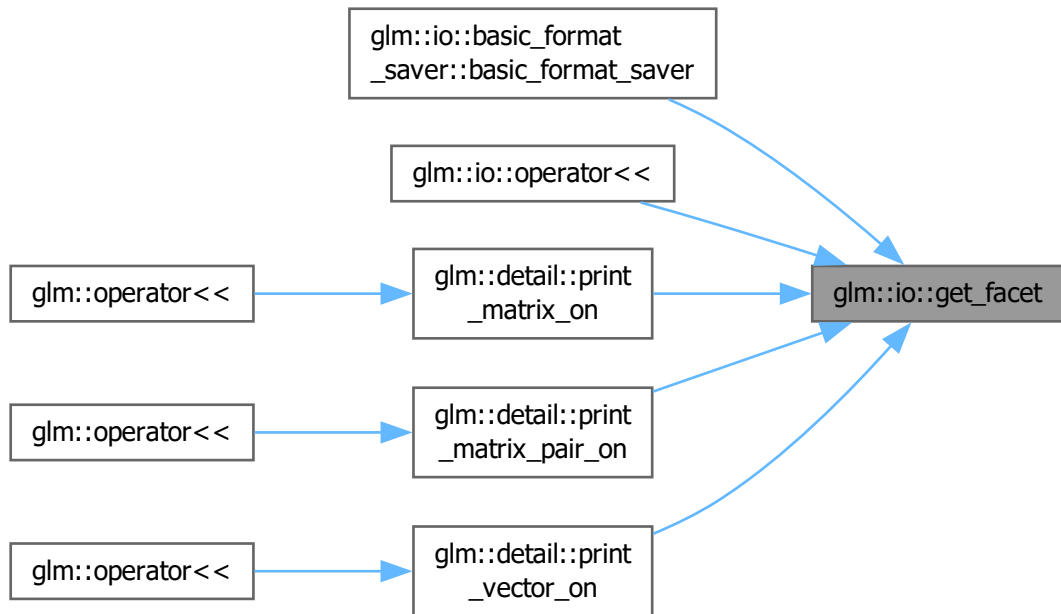 glm::io::basic_format
_saver::basic_format_saver
glm::io::operator<<
glm::operator<<
glm::detail::print
_matrix_on
glm::io::get_facet
glm::operator<<
glm::detail::print
_matrix_pair_on
glm::operator<<
glm::detail::print
_vector_on